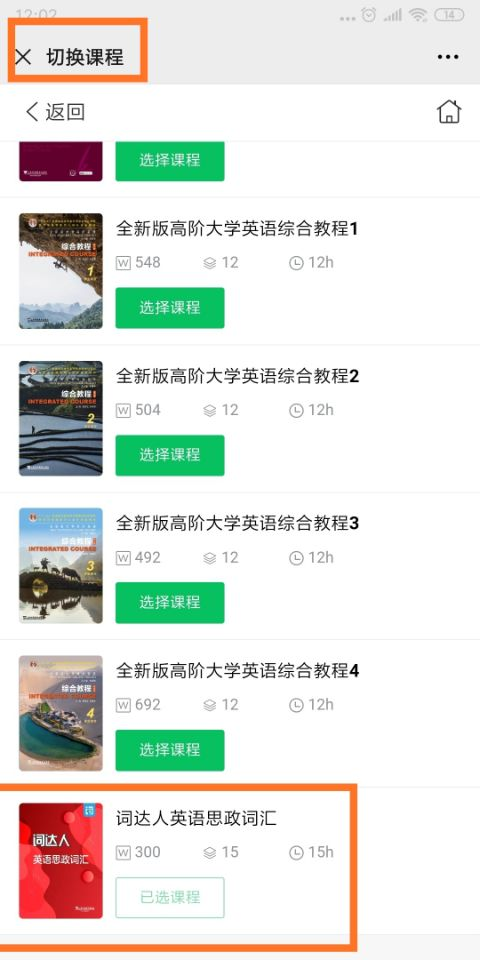 12:02
14
切换课程
返回
选择课程
综合教程
INTEGRATED COURSE
1
全新版高阶大学英语综合教程1
W 548
12
12h
选择课程
综合教程
INTEGRATED COURSE
2
全新版高阶大学英语综合教程2
W 504
12
12h
选择课程
综合教程
INTEGRATED COURSE
3
全新版高阶大学英语综合教程3
W 492
12
12h
选择课程
综合教程
INTEGRATED COURSE
4
全新版高阶大学英语综合教程4
W 692
12
12h
选择课程
词达人
英语思政词汇
词达人英语思政词汇
W 300
15
15h
已选课程